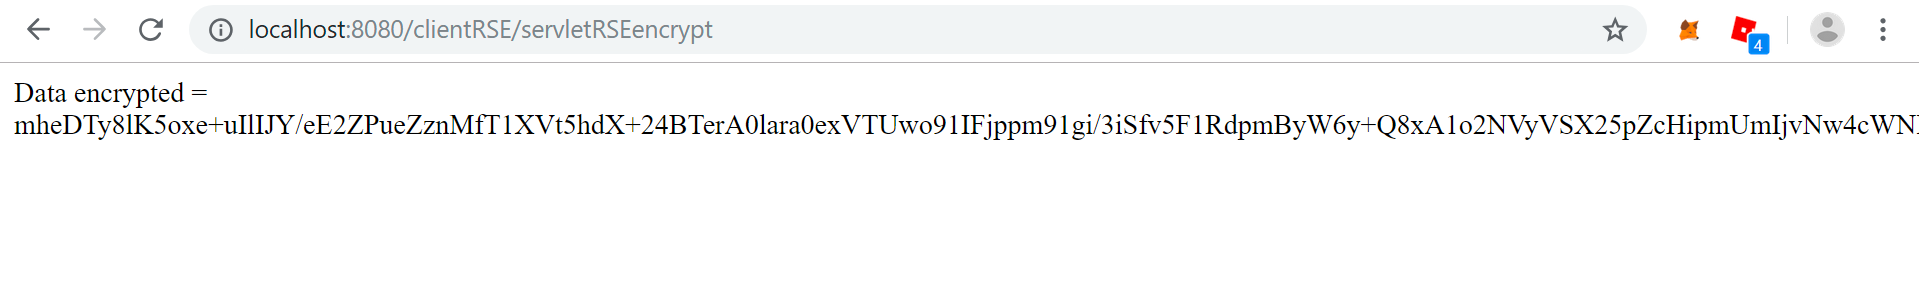 localhost:8080/clientRSE/servletRSEencrypt
4
Data encrypted =
mheDTy8lK5oxe+uIlIJY/eE2ZPueZznMfT1XVt5hdX+24BTerA0lara0exVTUwo91IFjppm91gi/3iSfv5F1RdpmByW6y+Q8xA1o2NVyVSX25pZcHipmUmIjvNw4cWN